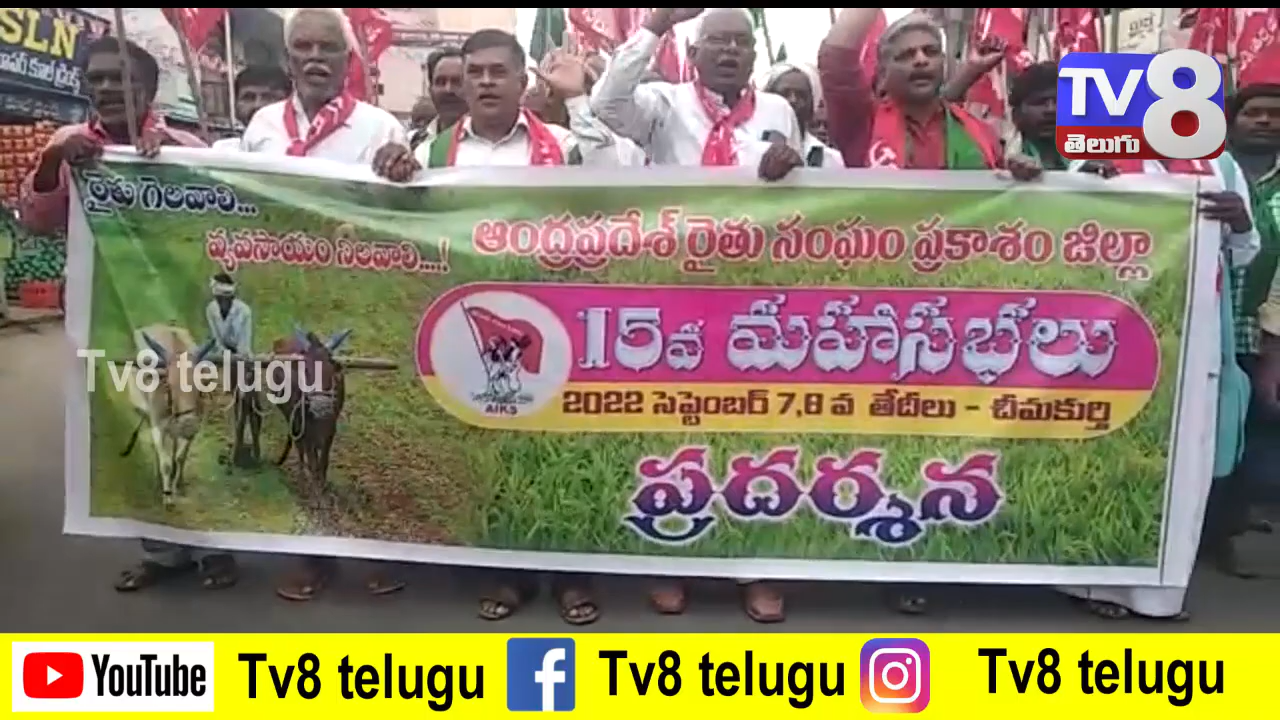 SLN
కూల్ డ్రింక్స్
TV8
తెలుగు
రైతు గెలవాలి...
వ్యవసాయం నిలవాలి....!
ఆంధ్రప్రదేశ్ రైతు సంఘం ప్రకాశం జిల్లా
15వ మహాసభలు
AIKS
2022 సెప్టెంబర్ 7,8 వ తేదీలు - చీమకుర్తి
ప్రదర్శన
Tv8 telugu
YouTube Tv8 telugu Tv8 telugu Tv8 telugu